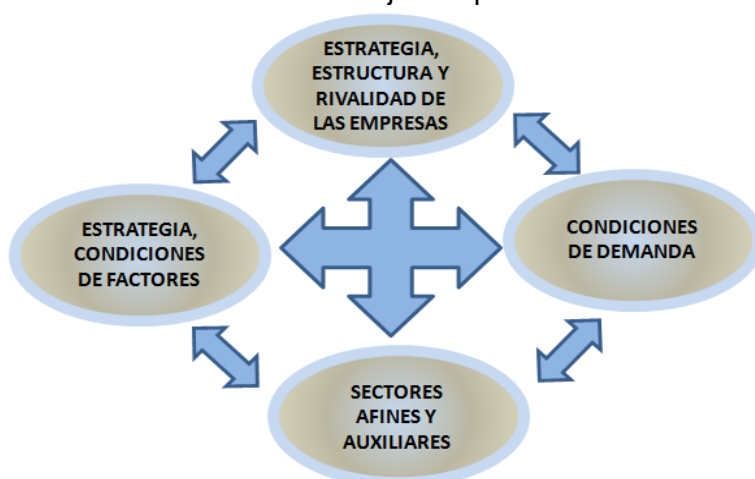 ESTRATEGIA,
ESTRUCTURA Y
RIVALIDAD DE
LAS EMPRESAS
ESTRATEGIA,
CONDICIONES
DE FACTORES
CONDICIONES
DE DEMANDA
SECTORES
AFINES Y
AUXILIARES